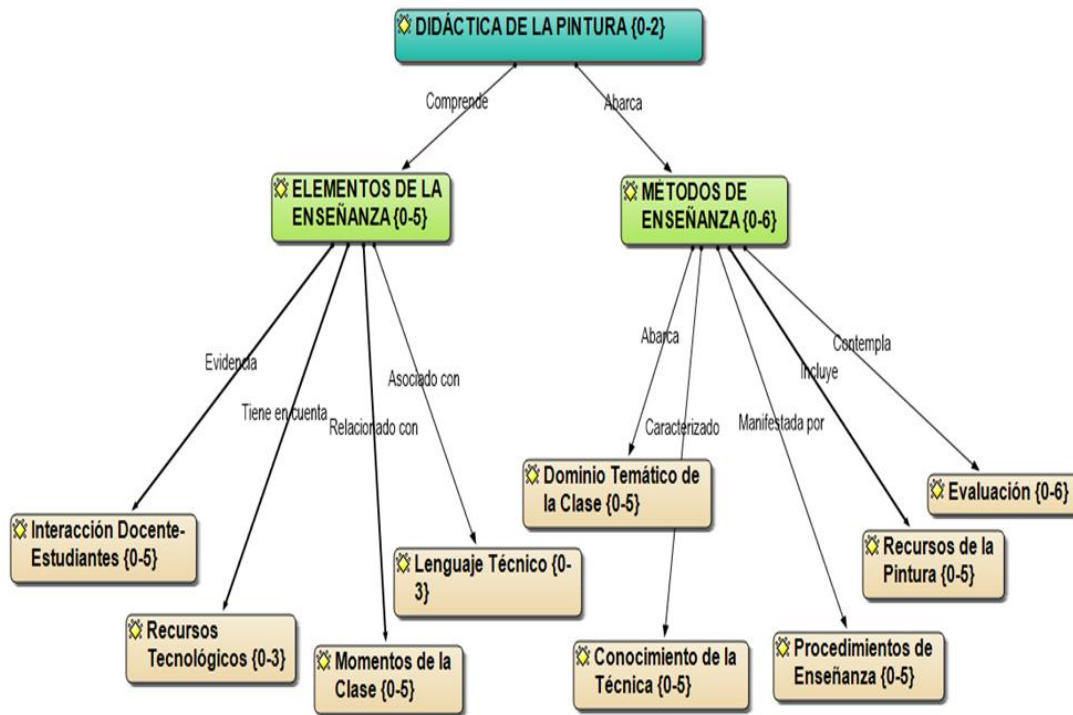 DIDÁCTICA DE LA PINTURA {0-2}
Comprende
Abarca
ELEMENTOS DE LA
ENSEÑANZA {0-5}
MÉTODOS DE
ENSEÑANZA {0-6}
Evidencia
Tiene en cuenta
Relacionado con
Asociado con
Abarca
Caracterizado
Manifestada por
Incluye
Contempla
Interacción Docente-
Estudiantes {0-5}
Recursos
Tecnológicos {0-3}
Momentos de la
Clase {0-5}
Lenguaje Técnico {0-
3}
Dominio Temático de
la Clase {0-5}
Conocimiento de la
Técnica {0-5}
Procedimientos de
Enseñanza {0-5}
Recursos de la
Pintura {0-5}
Evaluación {0-6}